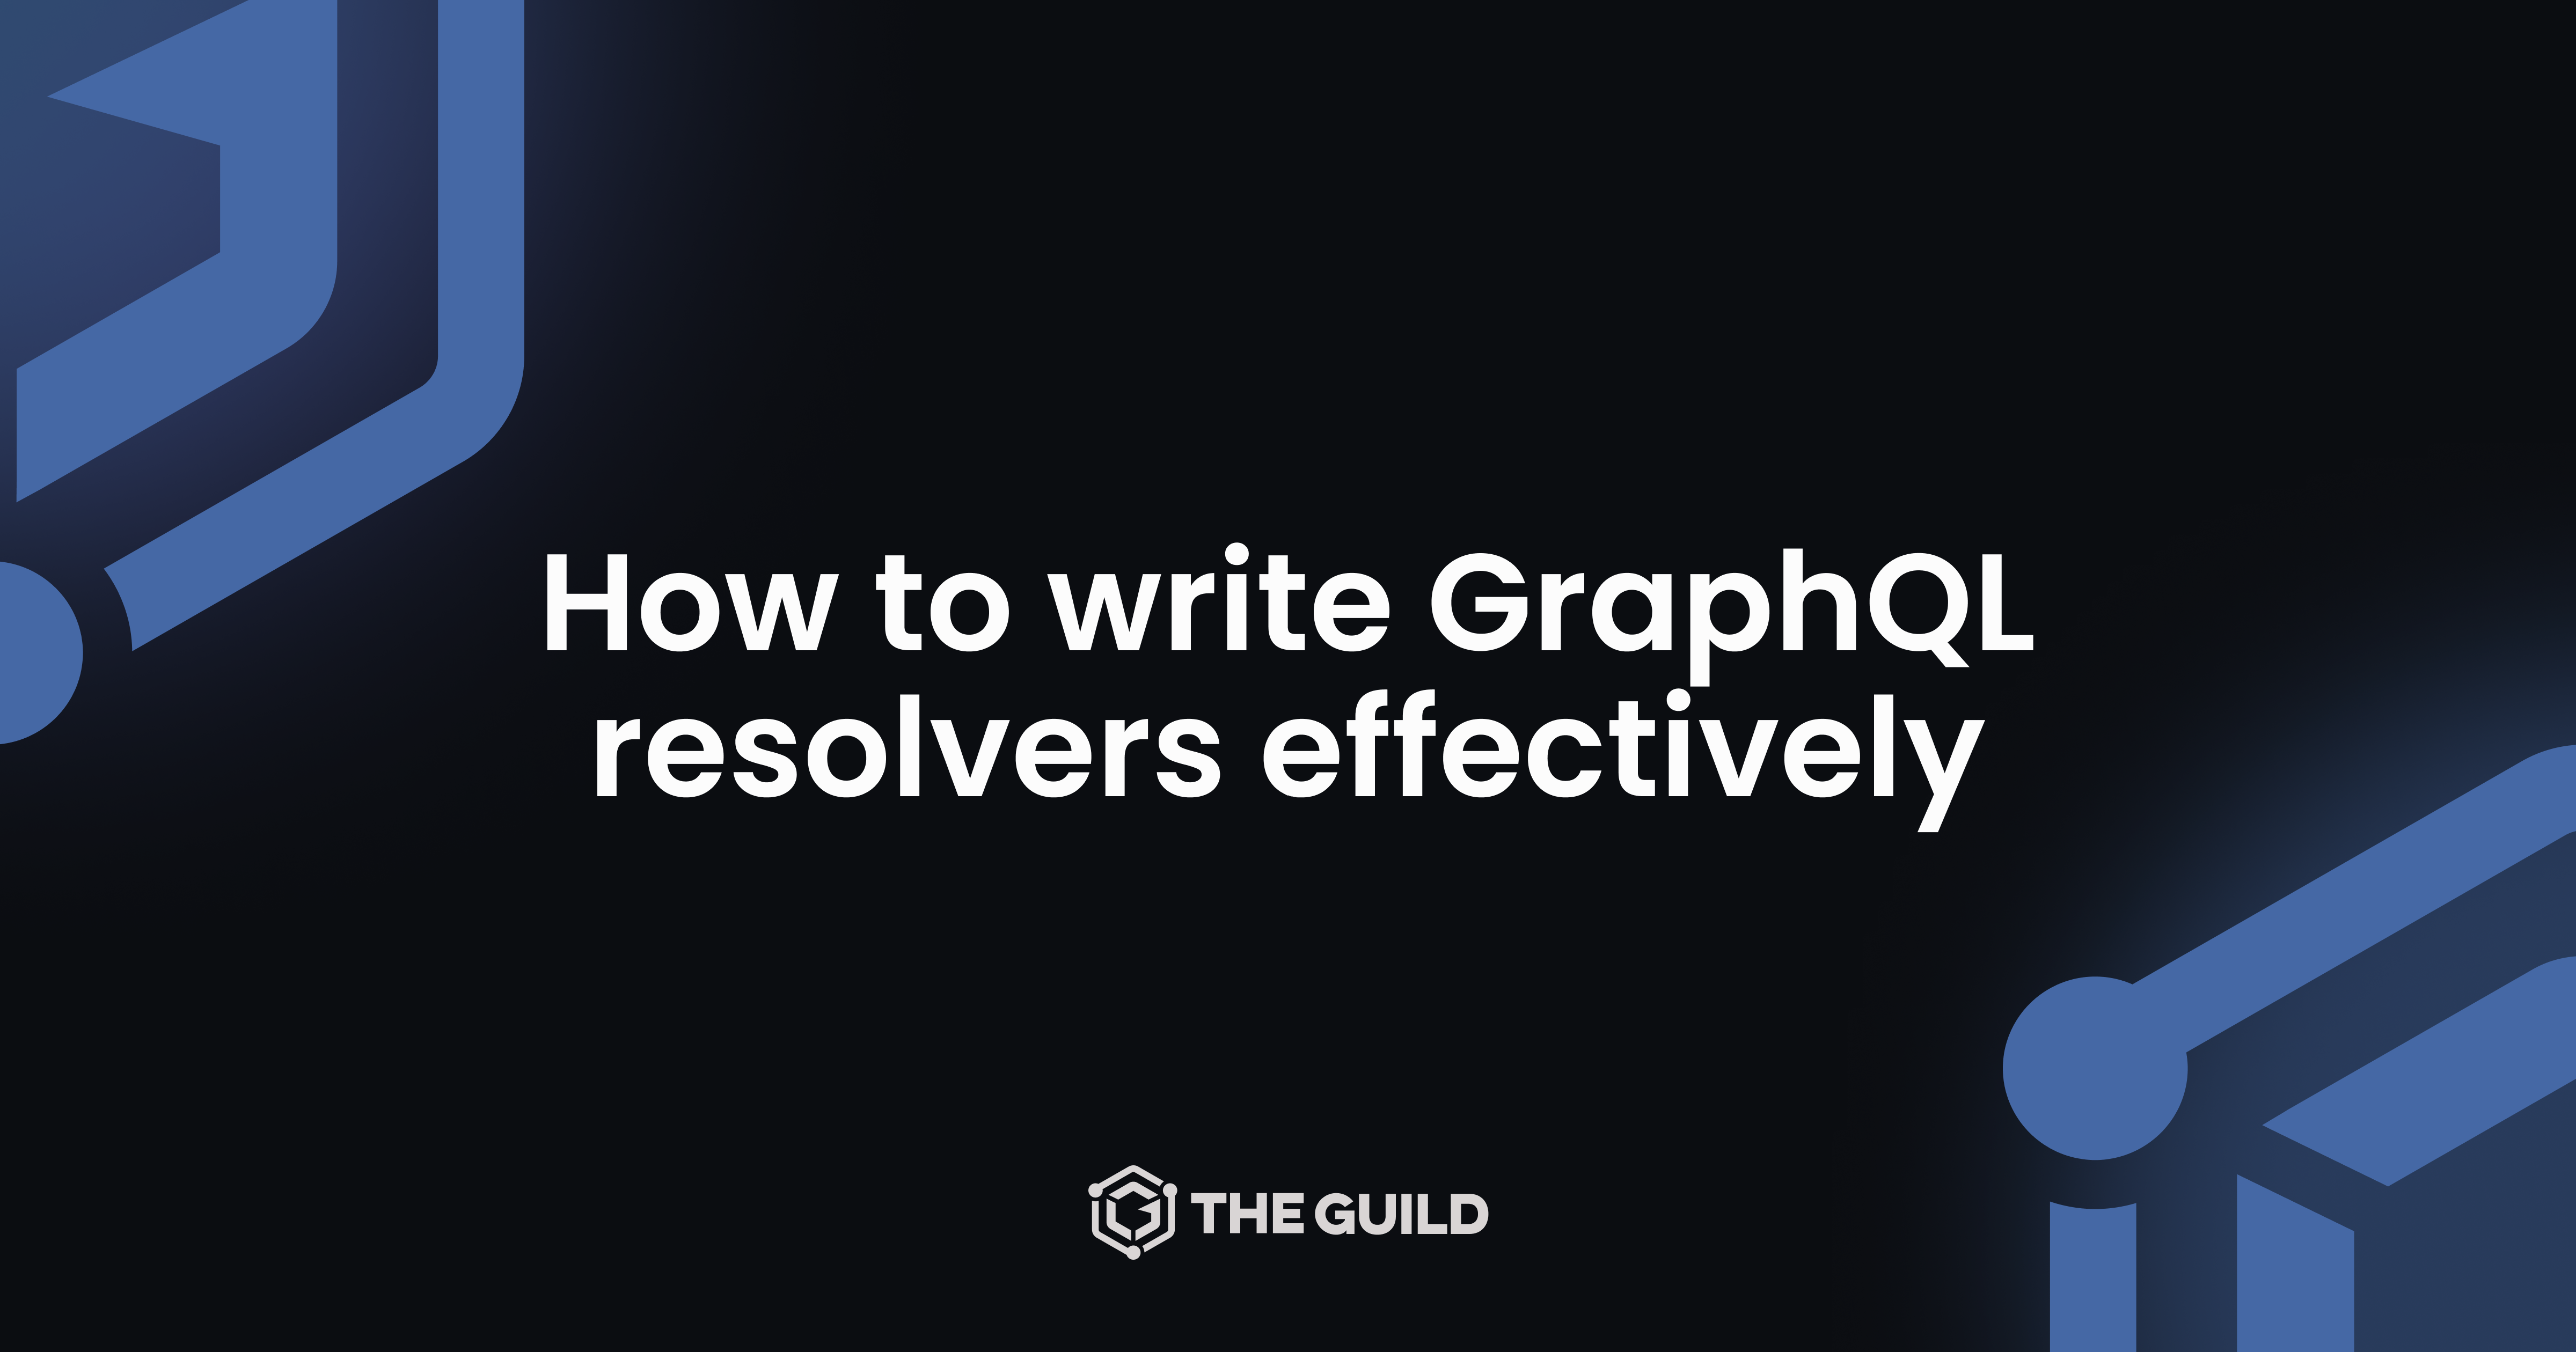 How to write GraphQL
resolvers effectively
THE GUILD